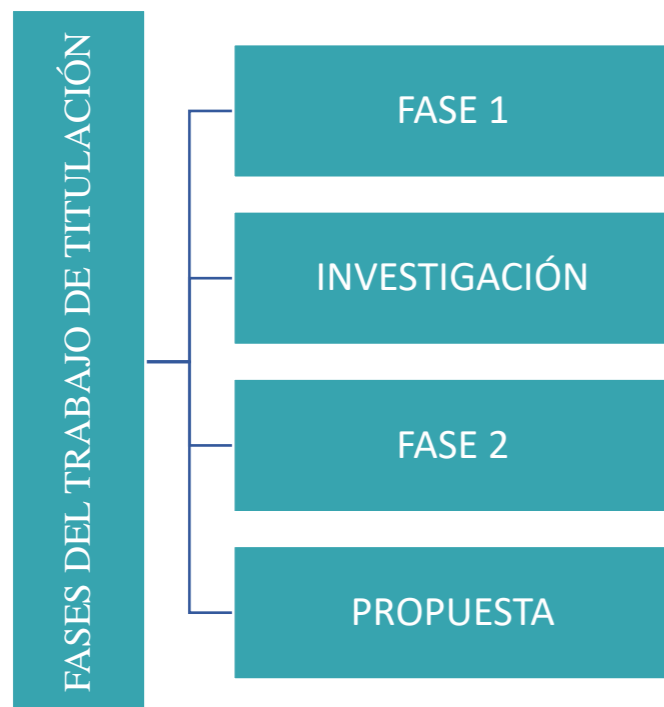 FASES DEL TRABAJO DE TITULACIÓN
FASE 1
INVESTIGACIÓN
FASE 2
PROPUESTA